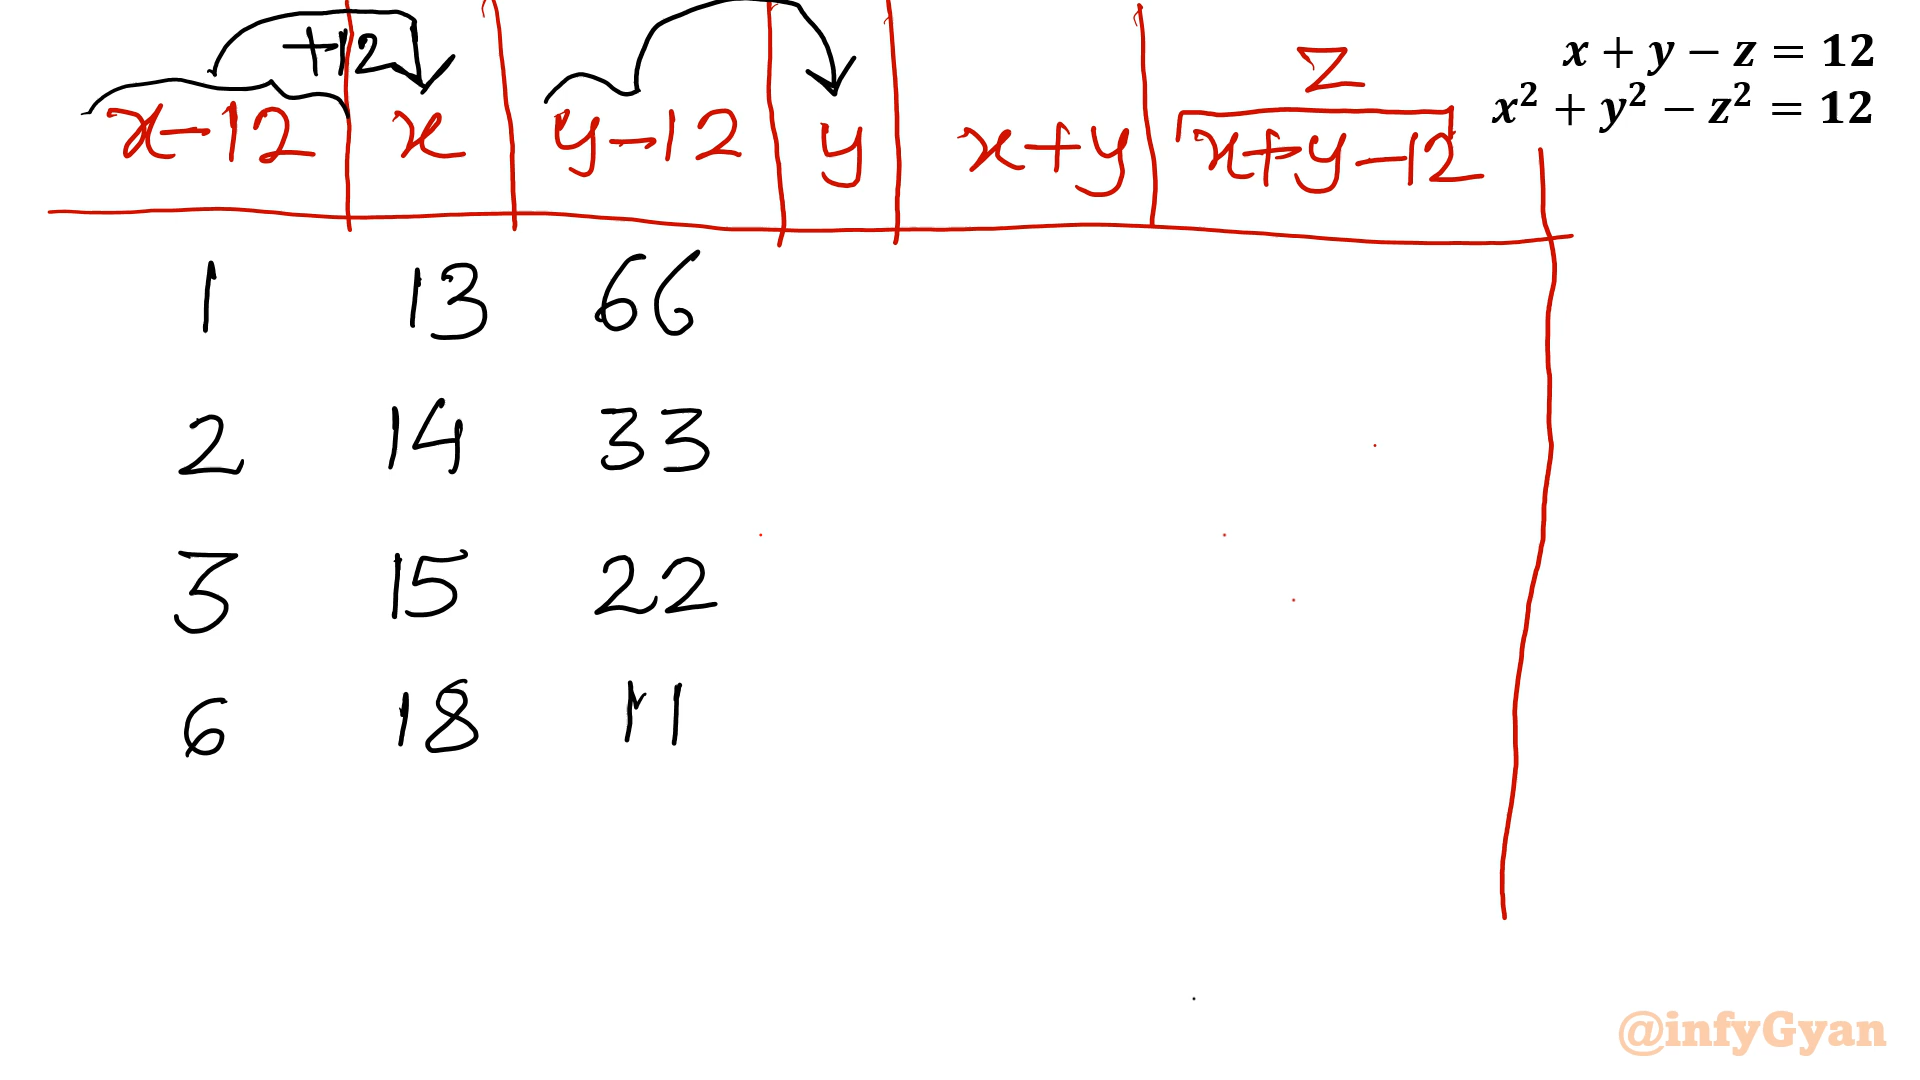 x + y − z = 12
x² + y² − z² = 12
+12
z
x−12 x y−12 y x+y x+y−12
1 13 66
2 14 33
3 15 22
6 18 11
@infyGyan